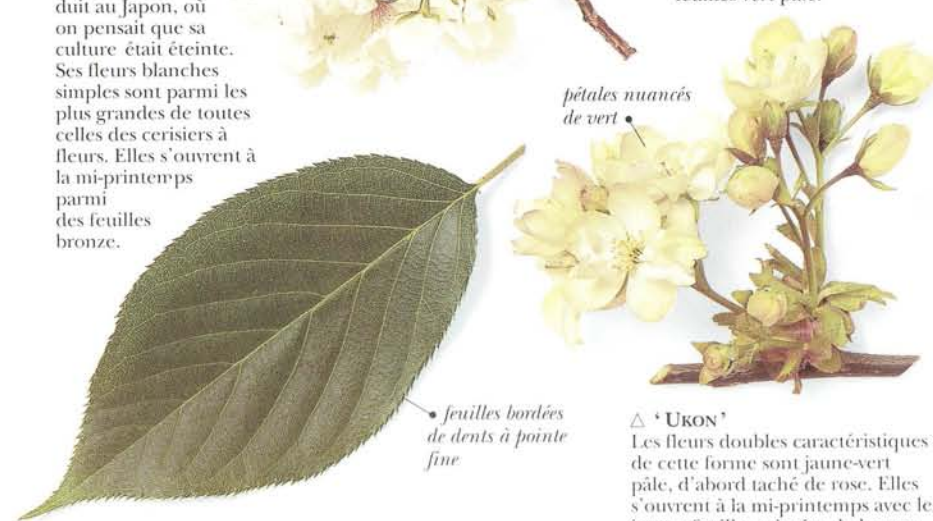 duit au Japon, où
on pensait que sa
culture était éteinte.
Ses fleurs blanches
simples sont parmi les
plus grandes de toutes
celles des cerisiers à
fleurs. Elles s'ouvrent à
la mi-printemps
parmi
des feuilles
bronze.
pétales nuancés
de vert
feuilles bordées
de dents à pointe
fine
△ ‘UKON’
Les fleurs doubles caractéristiques
de cette forme sont jaune-vert
pâle, d'abord taché de rose. Elles
s'ouvrent à la mi-printemps avec le